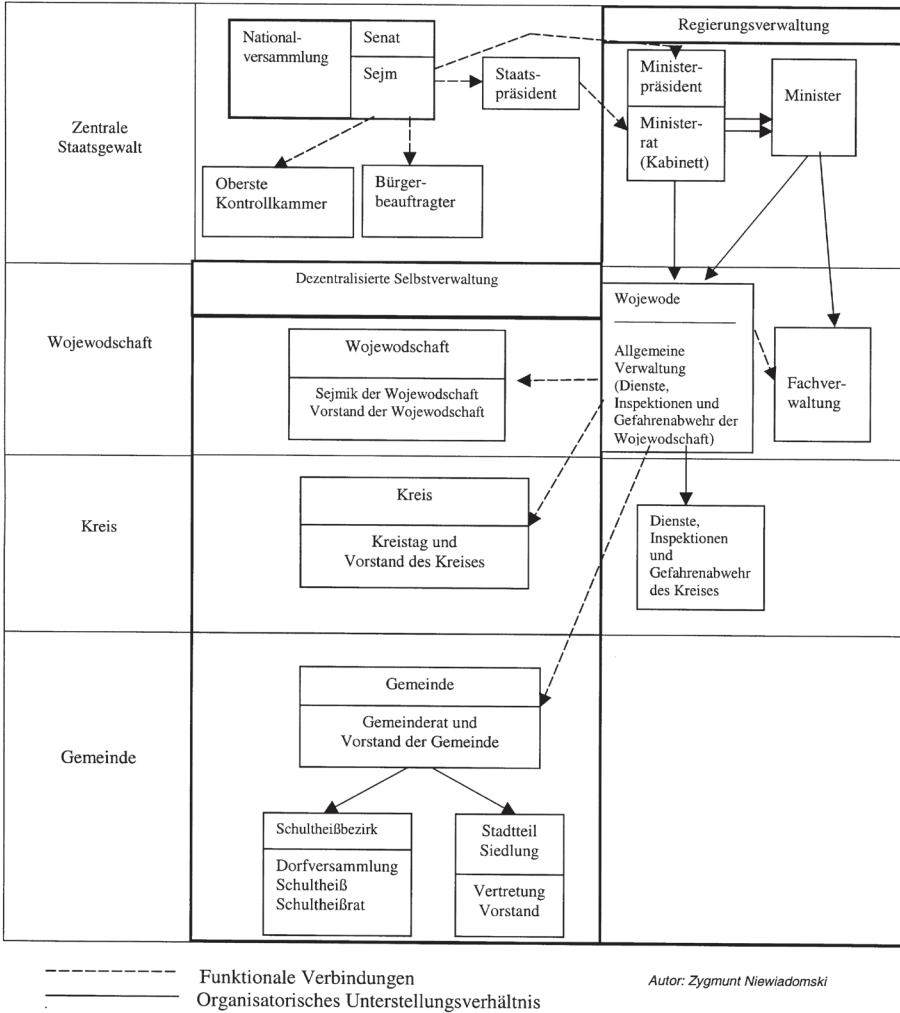 National-
versammlung
Senat
Sejm
Staats-
präsident
Regierungsverwaltung
Minister-
präsident
Minister-
rat
(Kabinett)
Minister
Zentrale
Staatsgewalt
Oberste
Kontrollkammer
Bürger-
beauftragter
Dezentralisierte Selbstverwaltung
Wojewodschaft
Wojewodschaft
Sejmik der Wojewodschaft
Vorstand der Wojewodschaft
Wojewode
Allgemeine
Verwaltung
(Dienste,
Inspektionen und
Gefahrenabwehr der
Wojewodschaft)
Fachver-
waltung
Kreis
Kreis
Kreistag und
Vorstand des Kreises
Dienste,
Inspektionen
und
Gefahrenabwehr
des Kreises
Gemeinde
Gemeinde
Gemeinderat und
Vorstand der Gemeinde
Schultheißbezirk
Dorfversammlung
Schultheiß
Schultheißrat
Stadtteil
Siedlung
Vertretung
Vorstand
Funktionale Verbindungen
Organisatorisches Unterstellungsverhältnis
Autor: Zygmunt Niewiadomski